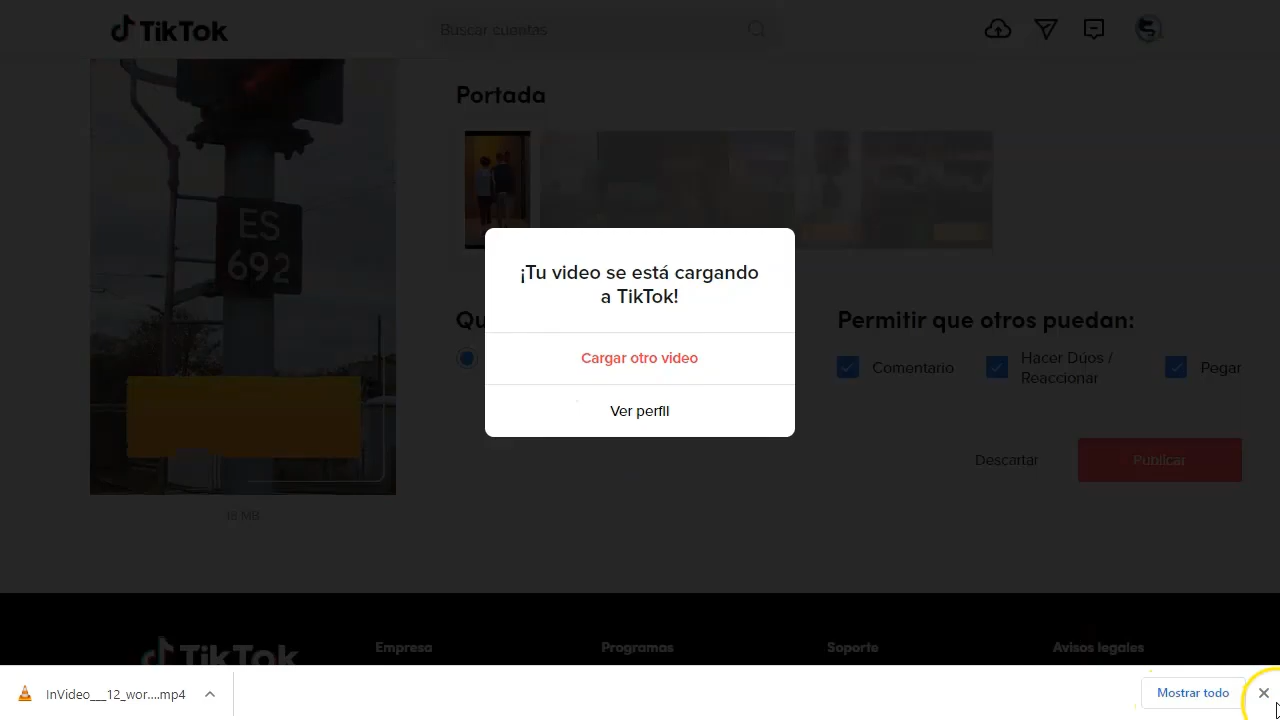 TikTok
Buscar cuentas
Portada
ES
692
¡Tu video se está cargando
a TikTok!
Cargar otro video
Ver perfil
Qu
Permitir que otros puedan:
Comentario
Hacer Dúos /
Reaccionar
Pegar
Descartar
Publicar
18 MB
TikTok
Empresa
Programas
Soporte
Avisos legales
InVideo___12_wor....mp4
Mostrar todo